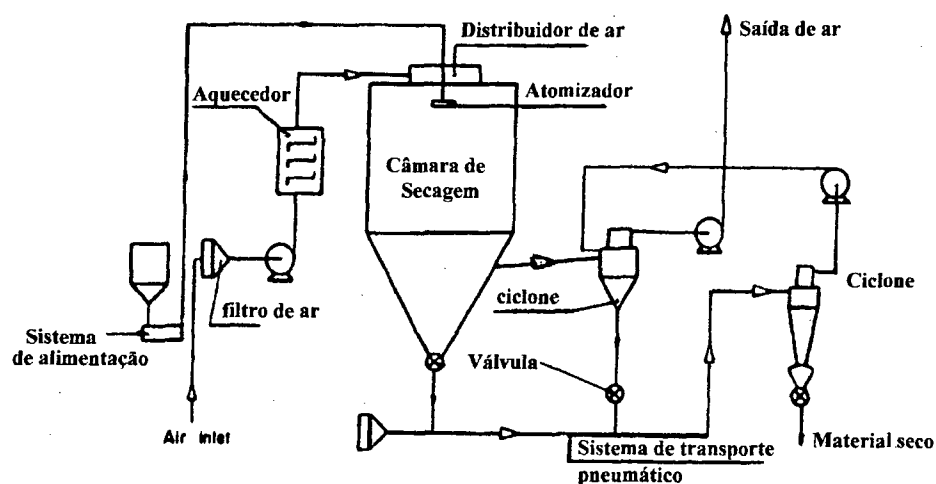 Distribuidor de ar
Saída de ar
Aquecedor
Atomizador
Câmara de
Secagem
Ciclone
ciclone
filtro de ar
Sistema
de alimentação
Válvula
Air inlet
Sistema de transporte
pneumático
Material seco